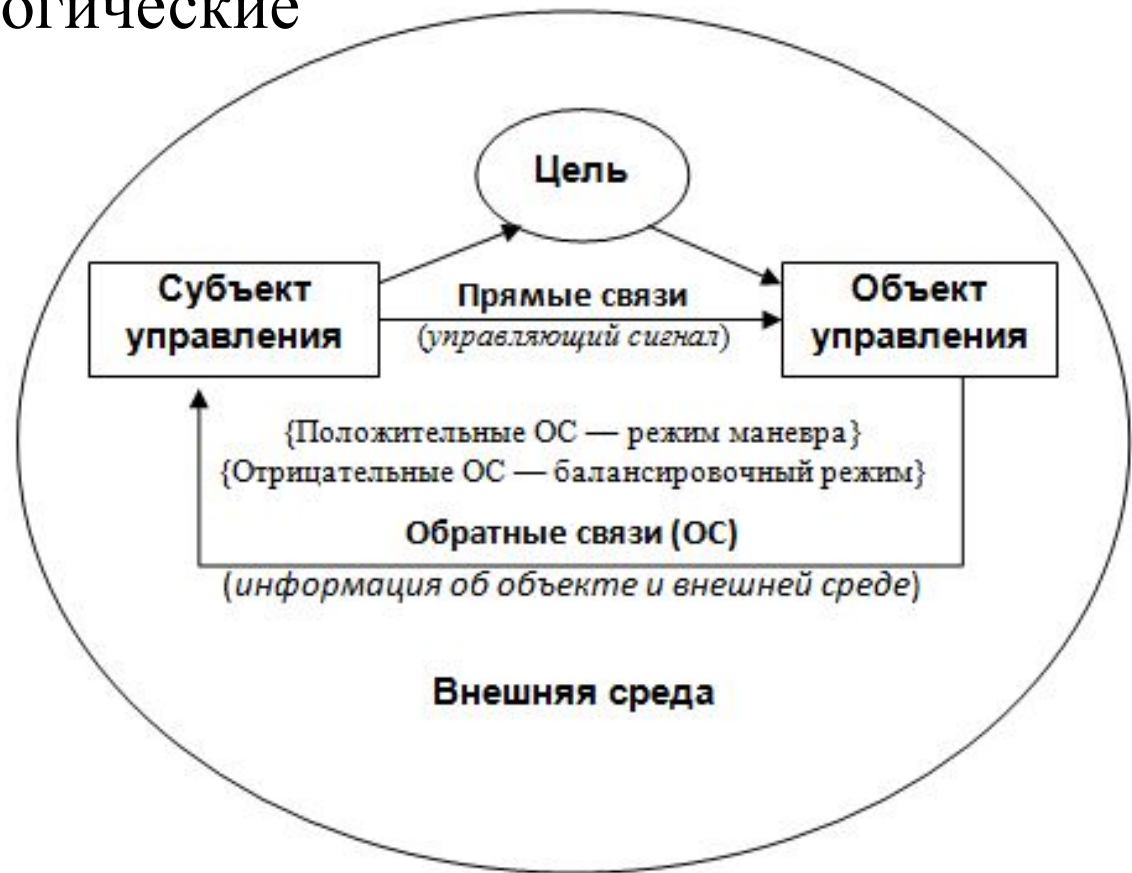 Цель
Субъект
управления
Прямые связи
(управляющий сигнал)
Объект
управления
{Положительные ОС — режим маневра}
{Отрицательные ОС — балансировочный режим}
Обратные связи (ОС)
(информация об объекте и внешней среде)
Внешняя среда